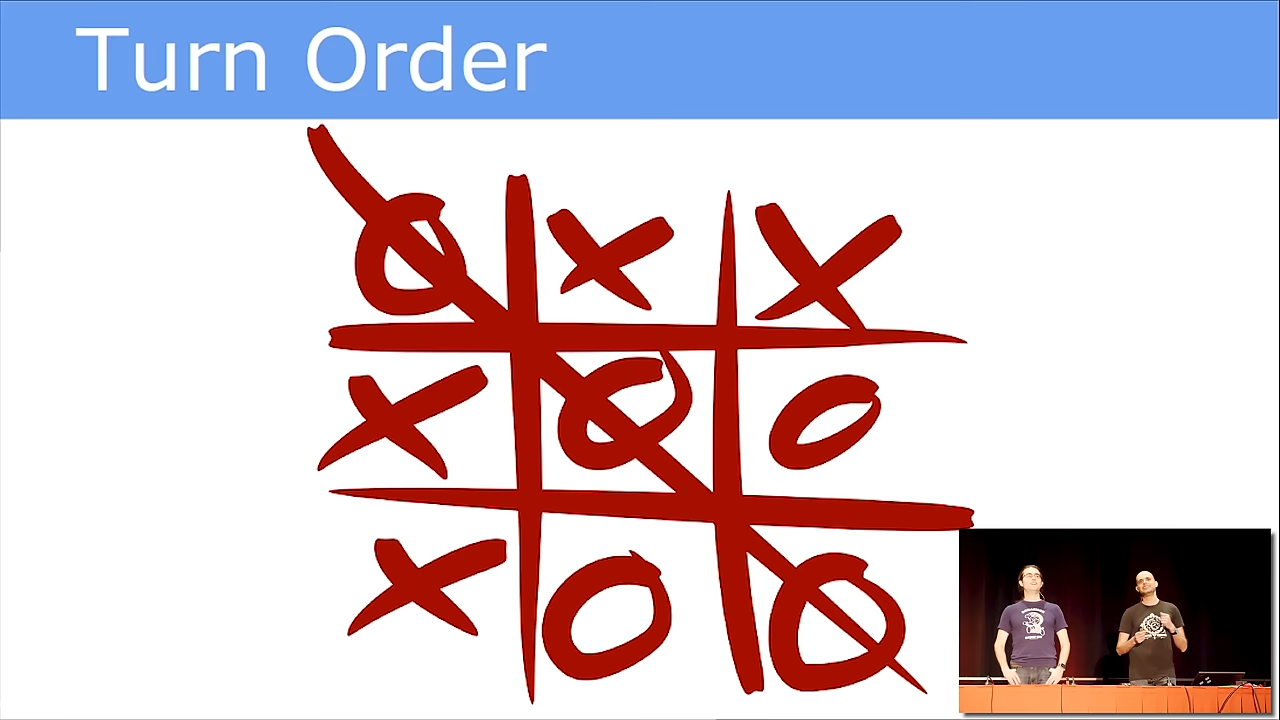 Turn Order
O X X
X O O
X O O